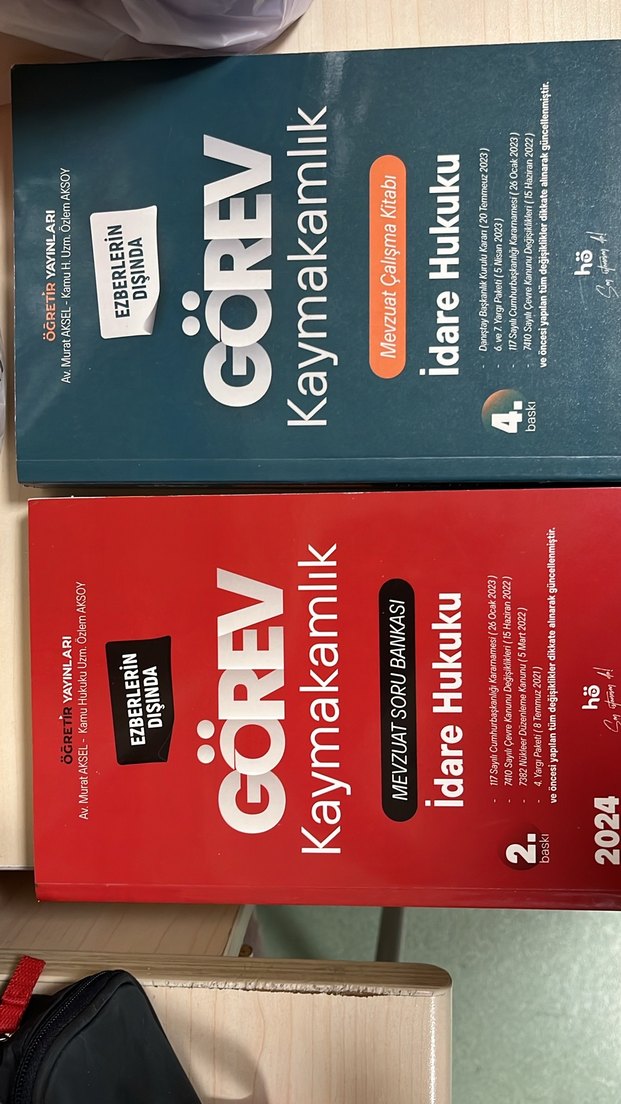 ÖĞRETİR YAYINLARI
Av. Murat AKSEL - Kamu H. Uzm. Özlem AKSOY
EZBERLERİN
DIŞINDA
GÖREV
Kaymakamlık
Mevzuat Çalışma Kitabı
İdare Hukuku
4.
baskı
- Danıştay Başkanlık Kurulu Kararı ( 20 Temmuz 2023 )
- 6. ve 7. Yargı Paketi ( 5 Nisan 2023 )
- 117 Sayılı Cumhurbaşkanlığı Kararnamesi ( 26 Ocak 2023 )
- 7410 Sayılı Çevre Kanunu Değişiklikleri ( 15 Haziran 2022 )
ve öncesi yapılan tüm değişiklikler dikkate alınarak güncellenmiştir.
hö
ÖĞRETİR YAYINLARI
Av. Murat AKSEL - Kamu Hukuku Uzm. Özlem AKSOY
EZBERLERİN
DIŞINDA
GÖREV
Kaymakamlık
MEVZUAT SORU BANKASI
İdare Hukuku
2.
baskı
- 117 Sayılı Cumhurbaşkanlığı Kararnamesi ( 26 Ocak 2023 )
- 7410 Sayılı Çevre Kanunu Değişiklikleri ( 15 Haziran 2022 )
- 7382 Nükleer Düzenleme Kanunu ( 5 Mart 2022 )
- 4. Yargı Paketi ( 8 Temmuz 2021 )
ve öncesi yapılan tüm değişiklikler dikkate alınarak güncellenmiştir.
2024
hö